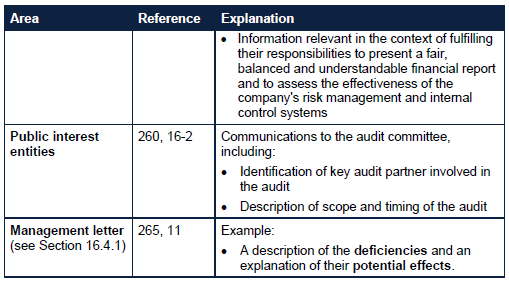 Area Reference Explanation
• Information relevant in the context of fulfilling
their responsibilities to present a fair,
balanced and understandable financial report
and to assess the effectiveness of the
company's risk management and internal
control systems
Public interest 260, 16-2 Communications to the audit committee,
entities including:
• Identification of key audit partner involved in
the audit
• Description of scope and timing of the audit
Management letter 265, 11 Example:
(see Section 16.4.1) • A description of the deficiencies and an
explanation of their potential effects.